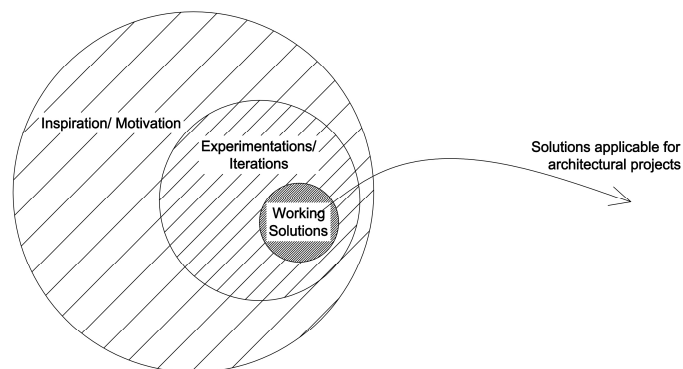 Inspiration/ Motivation
Experimentations/
Iterations
Working
Solutions
Solutions applicable for
architectural projects